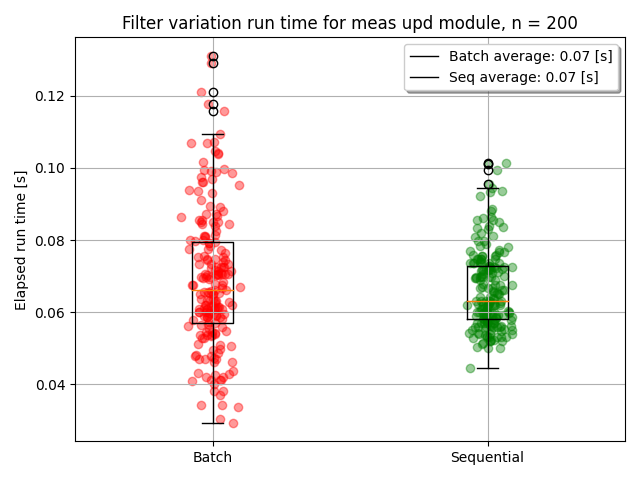 Filter variation run time for meas upd module, n = 200
Batch average: 0.07 [s]
Seq average: 0.07 [s]
Elapsed run time [s]
0.12
0.10
0.08
0.06
0.04
Batch
Sequential